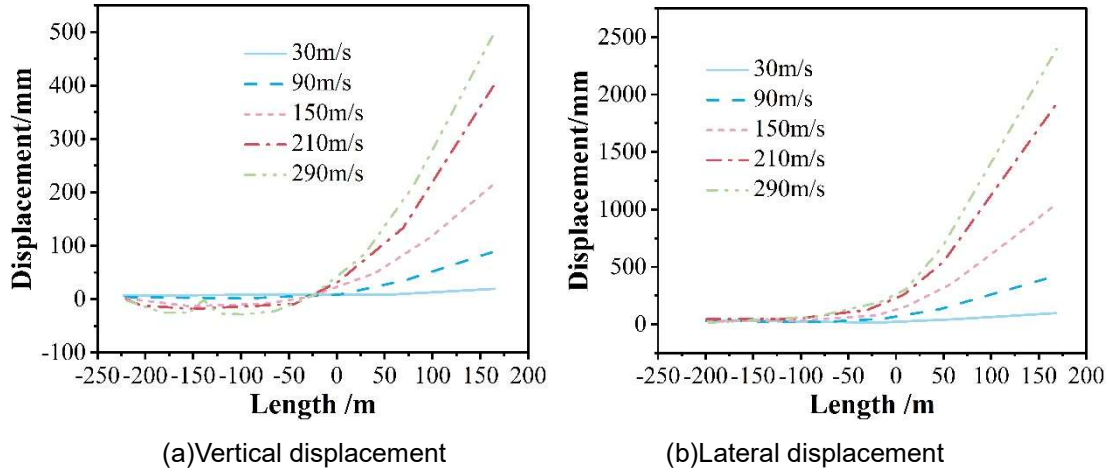 Displacement/mm
500
400
300
200
100
0
-100
30m/s
90m/s
150m/s
210m/s
290m/s
-250 -200 -150 -100 -50 0 50 100 150 200
Length /m
(a)Vertical displacement
Displacement/mm
2500
2000
1500
1000
500
0
30m/s
90m/s
150m/s
210m/s
290m/s
-250 -200 -150 -100 -50 0 50 100 150 200
Length /m
(b)Lateral displacement